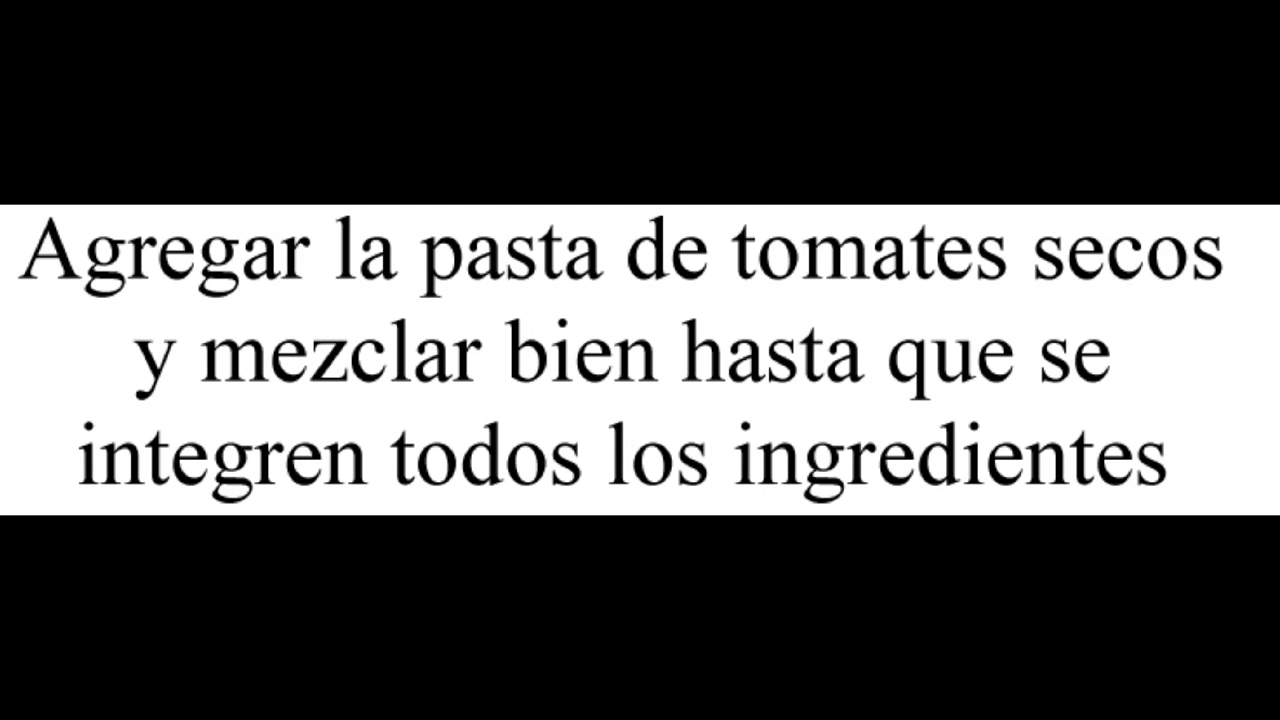 Agregar la pasta de tomates secos
y mezclar bien hasta que se
integren todos los ingredientes